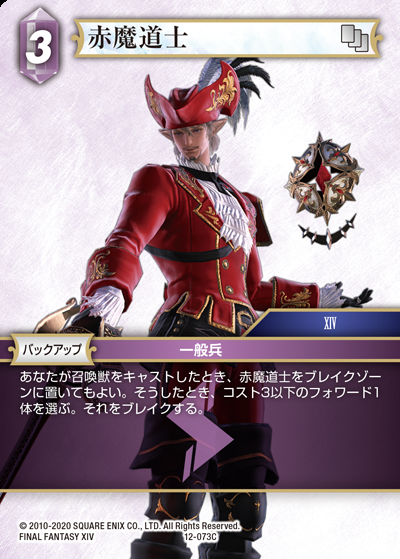 3
赤魔道士
XIV
バックアップ
一般兵
あなたが召喚獣をキャストしたとき、赤魔道士をブレイクゾー
ンに置いてもよい。そうしたとき、コスト3以下のフォワード1
体を選ぶ。それをブレイクする。
© 2010-2020 SQUARE ENIX CO., LTD. All Rights Reserved.
FINAL FANTASY XIV
12-073C